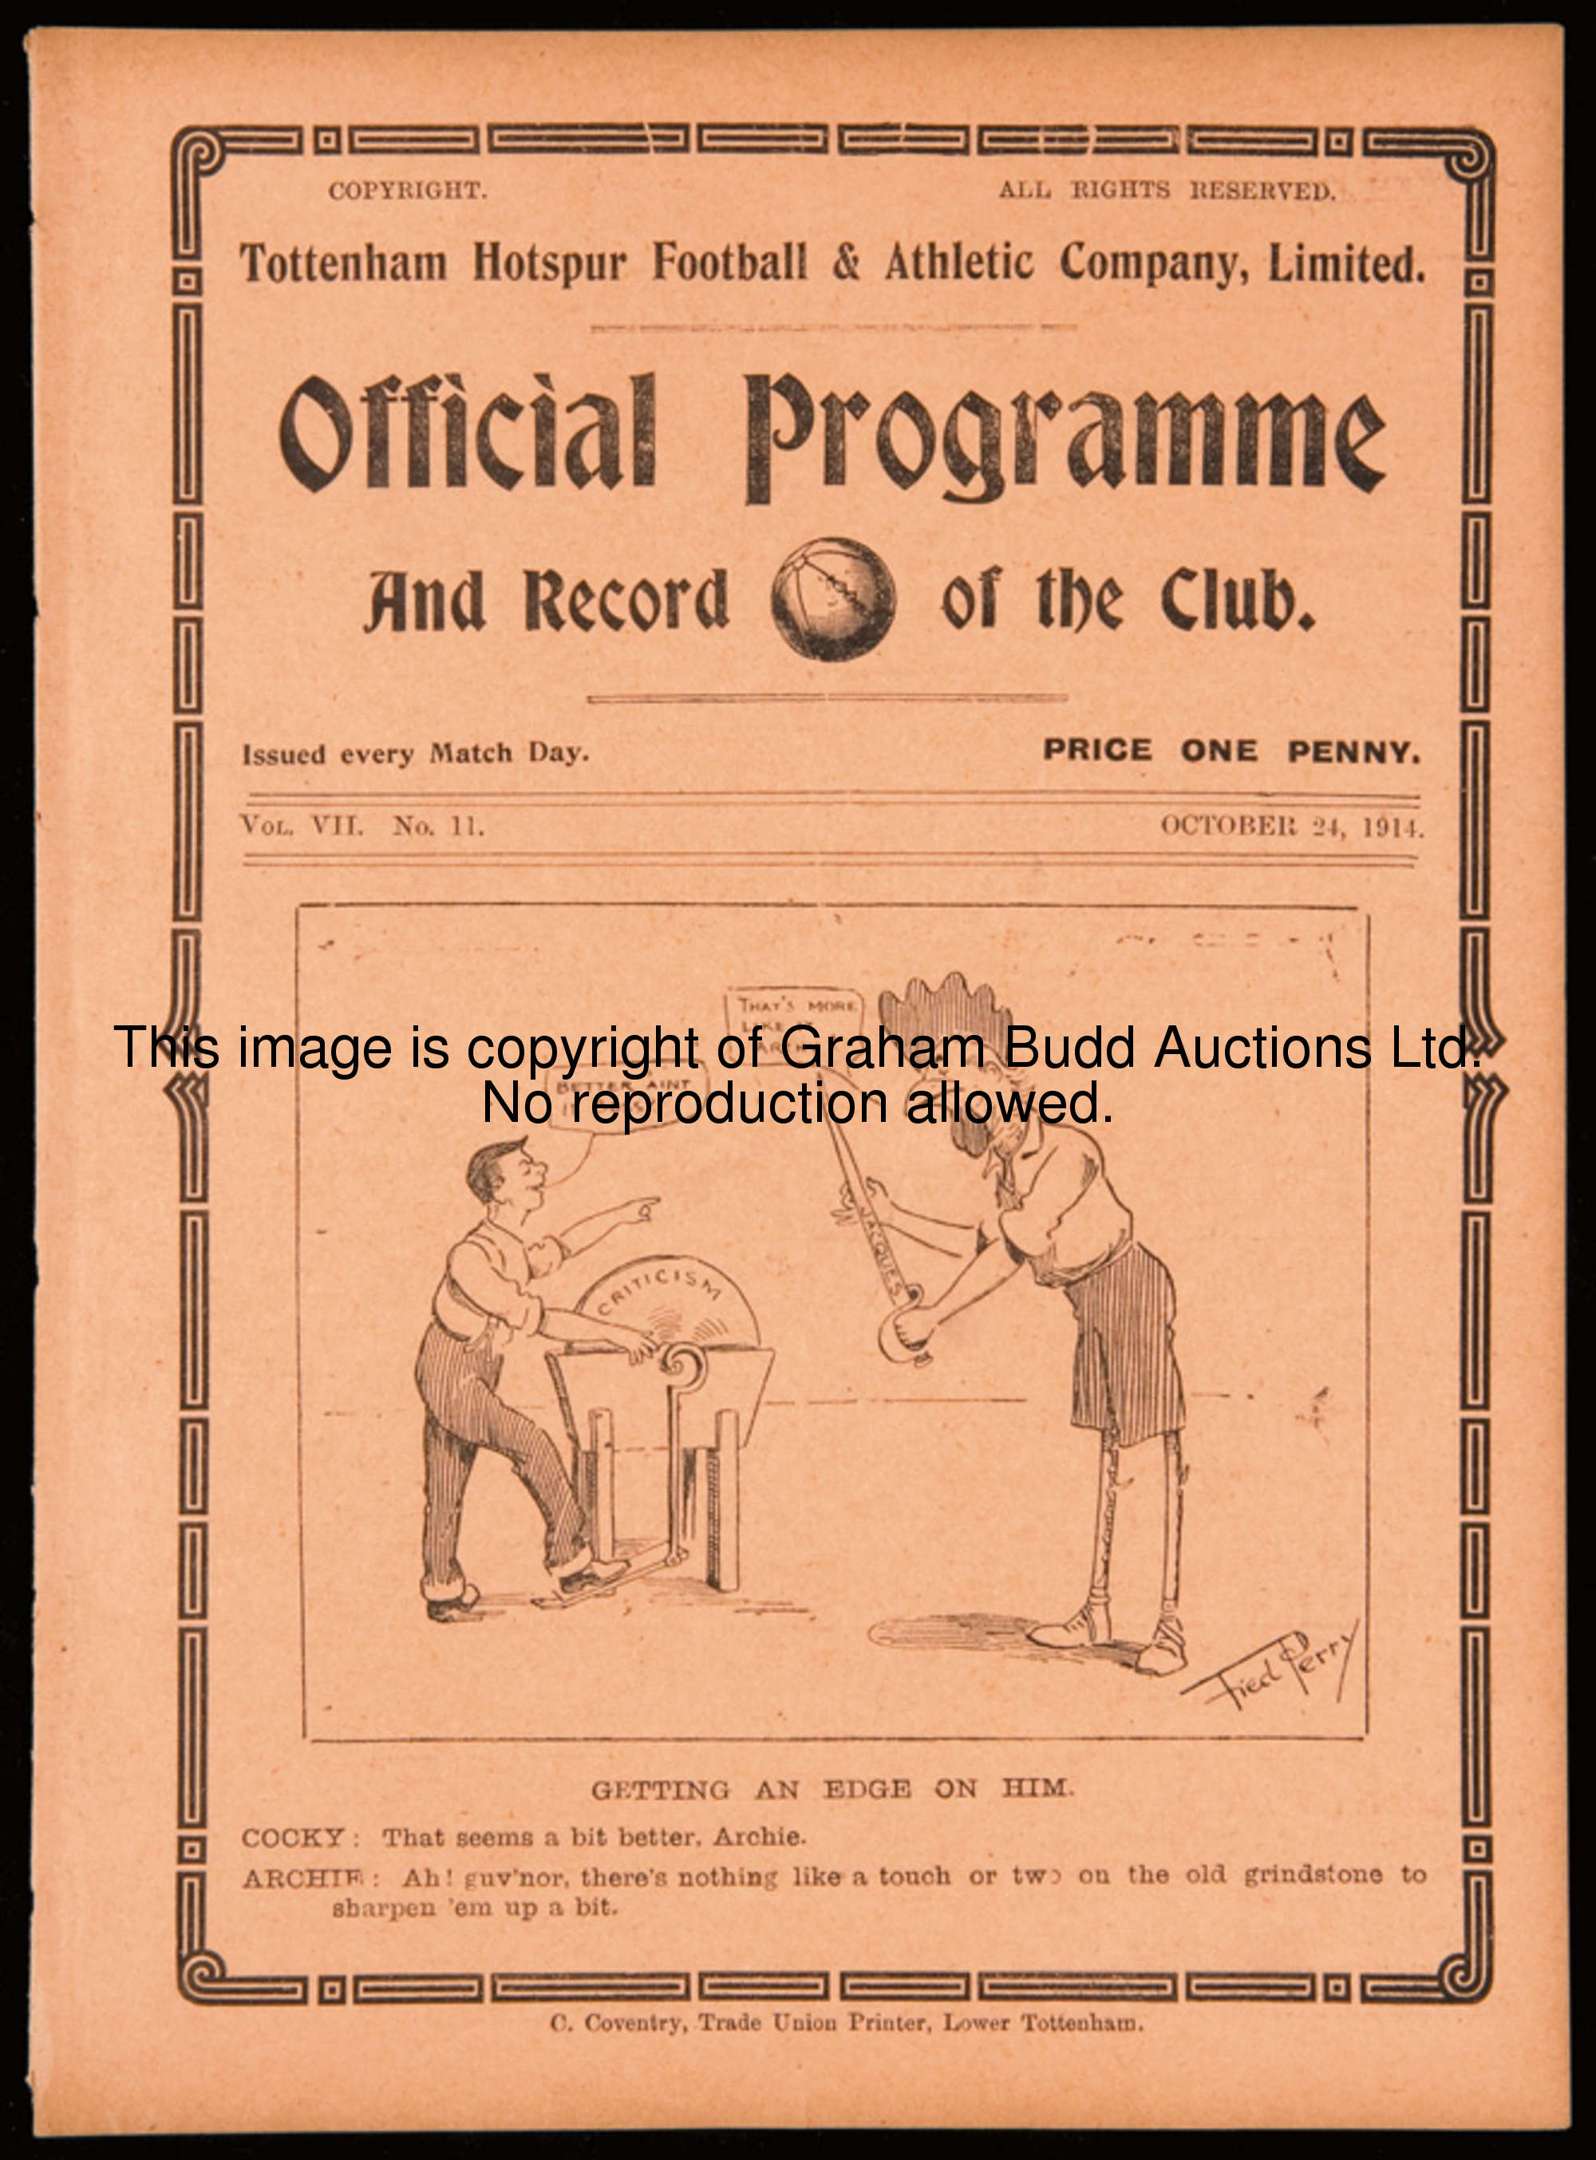 COPYRIGHT. ALL RIGHTS RESERVED.
Tottenham Hotspur Football & Athletic Company, Limited.
Official Programme
And Record of the Club.
Issued every Match Day. PRICE ONE PENNY.
VOL. VII. No. 11. OCTOBER 24, 1914.
THAT'S MORE
LIKE
This image is copyright of Graham Budd Auctions Ltd.
BETTER AINT
No reproduction allowed.
JACQUES
CRITICISM
Fred Perry
GETTING AN EDGE ON HIM.
COCKY: That seems a bit better, Archie.
ARCHIE: Ah! guv'nor, there's nothing like a touch or two on the old grindstone to
sharpen 'em up a bit.
C. Coventry, Trade Union Printer, Lower Tottenham.